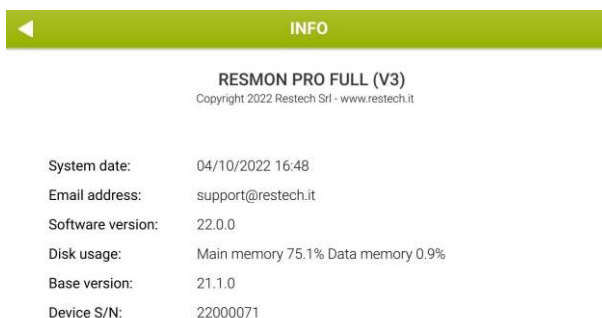 INFO
RESMON PRO FULL (V3)
Copyright 2022 Restech Srl - www.restech.it
System date: 04/10/2022 16:48
Email address: support@restech.it
Software version: 22.0.0
Disk usage: Main memory 75.1% Data memory 0.9%
Base version: 21.1.0
Device S/N: 22000071